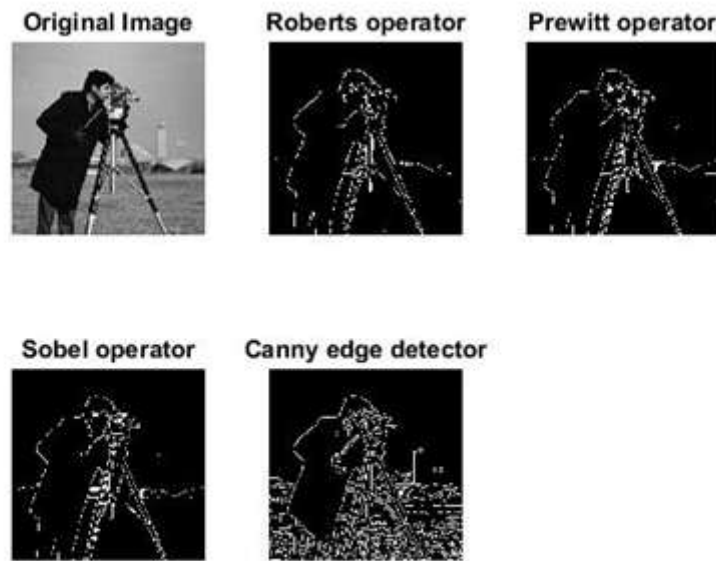 Original Image
Roberts operator
Prewitt operator
Sobel operator
Canny edge detector